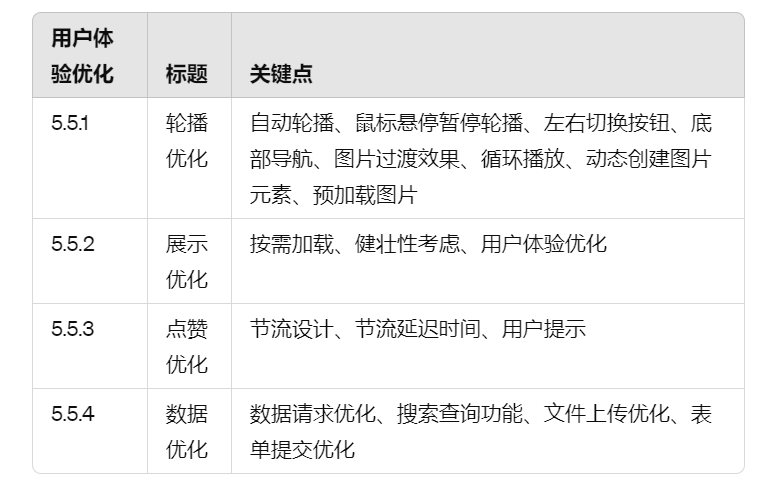 用户体
验优化
标题
关键点
5.5.1
轮播
优化
自动轮播、鼠标悬停暂停轮播、左右切换按钮、底
部导航、图片过渡效果、循环播放、动态创建图片
元素、预加载图片
5.5.2
展示
优化
按需加载、健壮性考虑、用户体验优化
5.5.3
点赞
优化
节流设计、节流延迟时间、用户提示
5.5.4
数据
优化
数据请求优化、搜索查询功能、文件上传优化、表
单提交优化